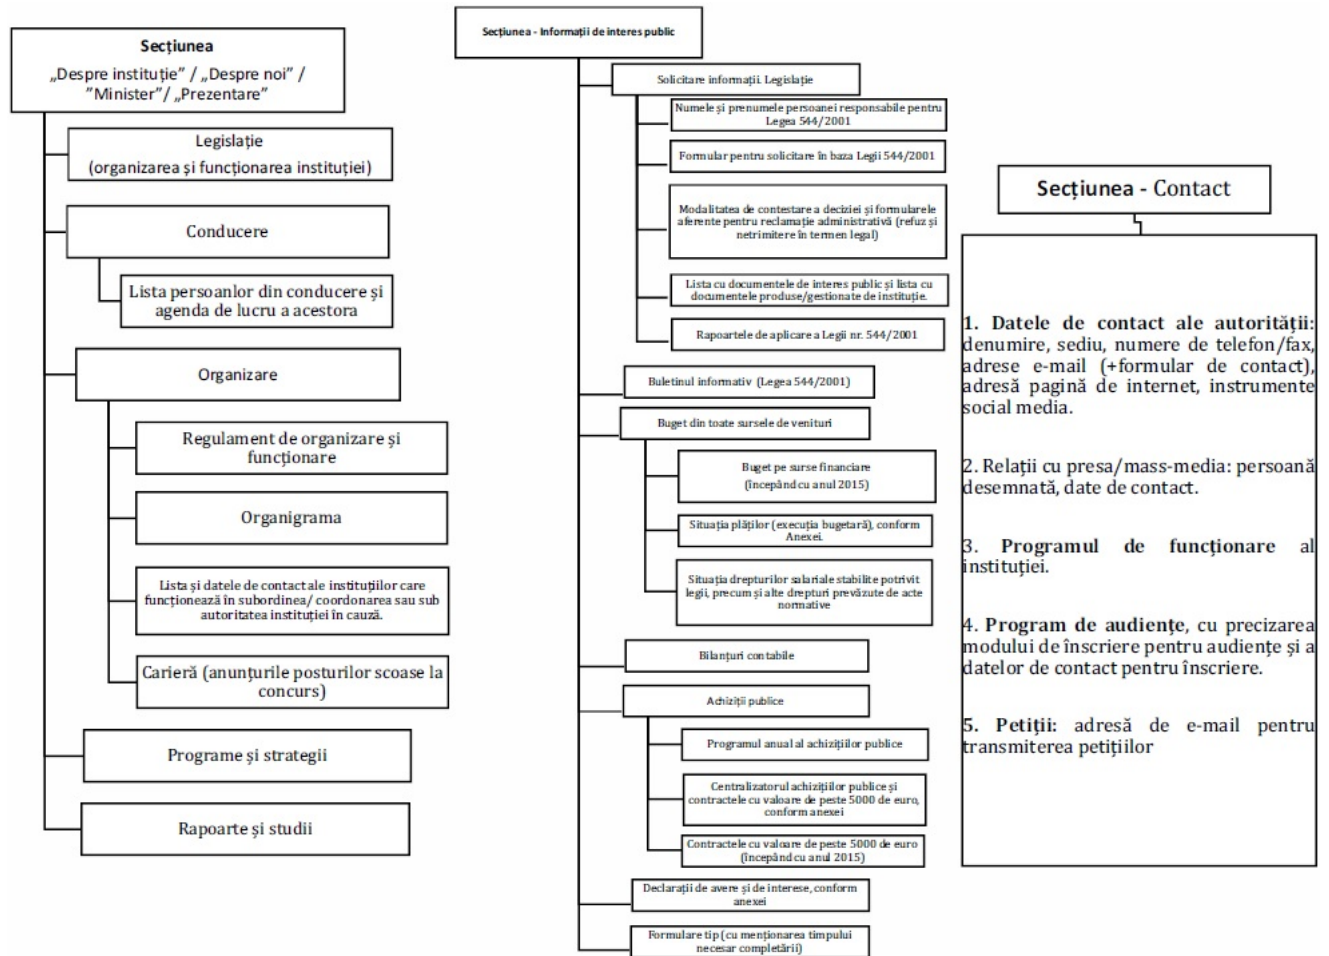 Secțiunea
„Despre instituție” / „Despre noi” /
”Minister”/ „Prezentare”
Legislație
(organizarea și funcționarea instituției)
Conducere
Lista persoanlor din conducere și
agenda de lucru a acestora
Organizare
Regulament de organizare și
funcționare
Organigrama
Lista și datele de contact ale instituțiilor care
funcționează în subordinea/ coordonarea sau sub
autoritatea instituției în cauză.
Carieră (anunțurile posturilor scoase la
concurs)
Programe și strategii
Rapoarte și studii
Secțiunea - Informații de interes public
Solicitare informații. Legislație
Numele și prenumele persoanei responsabile pentru
Legea 544/2001
Formular pentru solicitare în baza Legii 544/2001
Modalitatea de contestare a deciziei și formularele
aferente pentru reclamație administrativă (refuz și
netrimitere în termen legal)
Lista cu documentele de interes public și lista cu
documentele produse/gestionate de instituție.
Rapoartele de aplicare a Legii nr. 544/2001
Buletinul informativ (Legea 544/2001)
Buget din toate sursele de venituri
Buget pe surse financiare
(începând cu anul 2015)
Situația plăților (execuția bugetară), conform
Anexei.
Situația drepturilor salariale stabilite potrivit
legii, precum și alte drepturi prevăzute de acte
normative
Bilanțuri contabile
Achiziții publice
Programul anual al achizițiilor publice
Centralizatorul achizițiilor publice și
contractele cu valoare de peste 5000 de euro,
conform anexei
Contractele cu valoare de peste 5000 de euro
(începând cu anul 2015)
Declarații de avere și de interese, conform
anexei
Formulare tip (cu menționarea timpului
necesar completării)
Secțiunea - Contact
1. Datele de contact ale autorității:
denumire, sediu, numere de telefon/fax,
adrese e-mail (+formular de contact),
adresă pagină de internet, instrumente
social media.
2. Relații cu presa/mass-media: persoană
desemnată, date de contact.
3. Programul de funcționare al
instituției.
4. Program de audiențe, cu precizarea
modului de înscriere pentru audiențe și a
datelor de contact pentru înscriere.
5. Petiții: adresă de e-mail pentru
transmiterea petițiilor